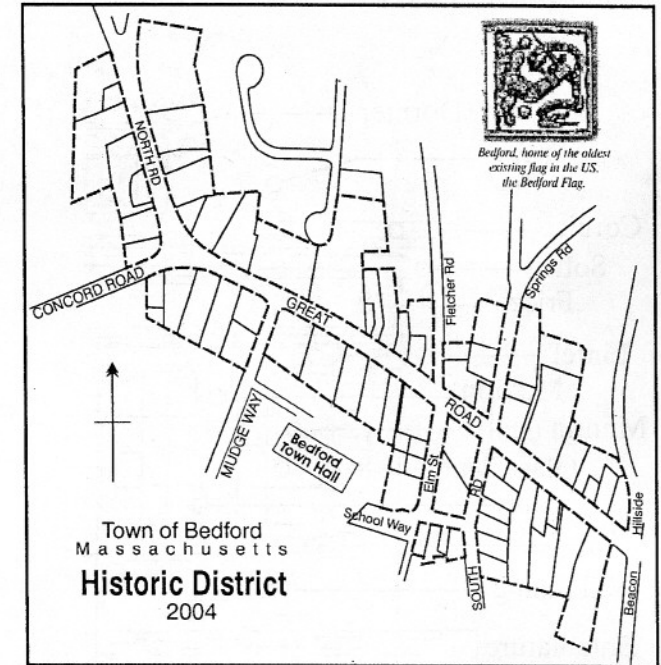 Bedford, home of the oldest
existing flag in the US.
the Bedford Flag.
NORTH RD
CONCORD ROAD
GREAT
ROAD
Fletcher Rd
Springs Rd
MUDGE WAY
Bedford
Town Hall
Elm St
School Way
SOUTH
RD
Hillside
Beacon
Town of Bedford
Massachusetts
Historic District
2004